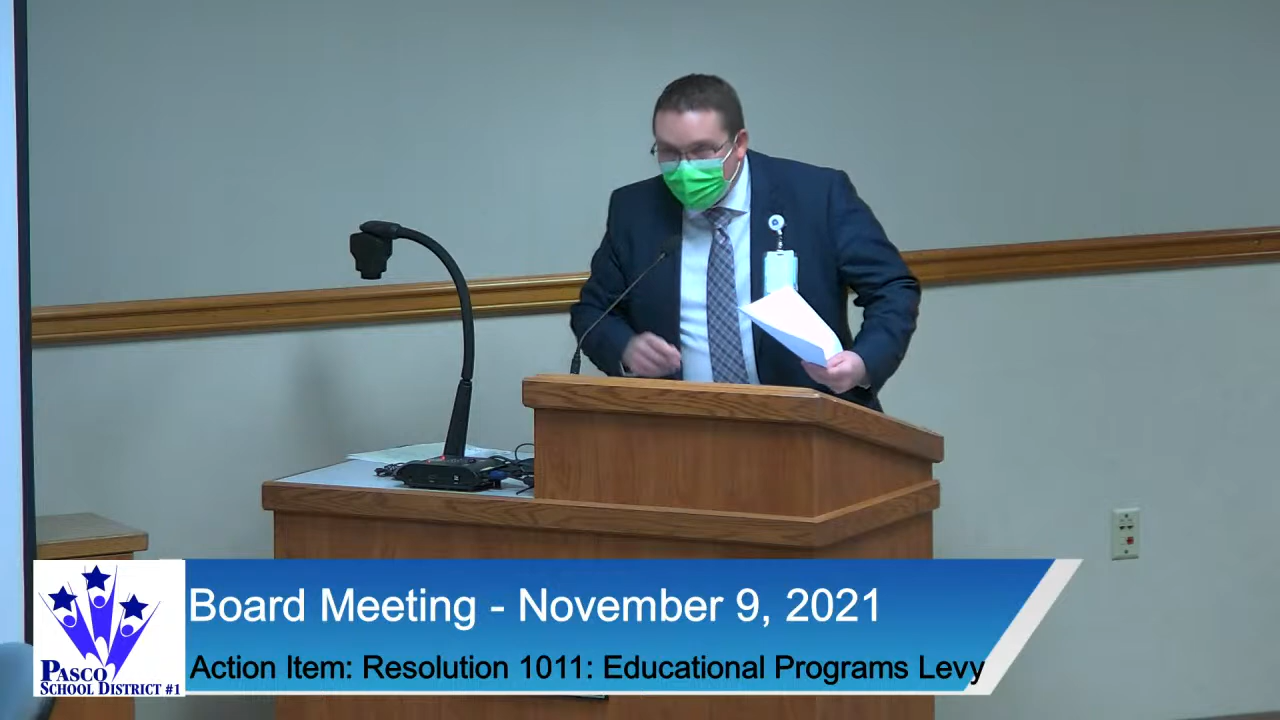 Board Meeting - November 9, 2021
Action Item: Resolution 1011: Educational Programs Levy
PASCO
SCHOOL DISTRICT #1